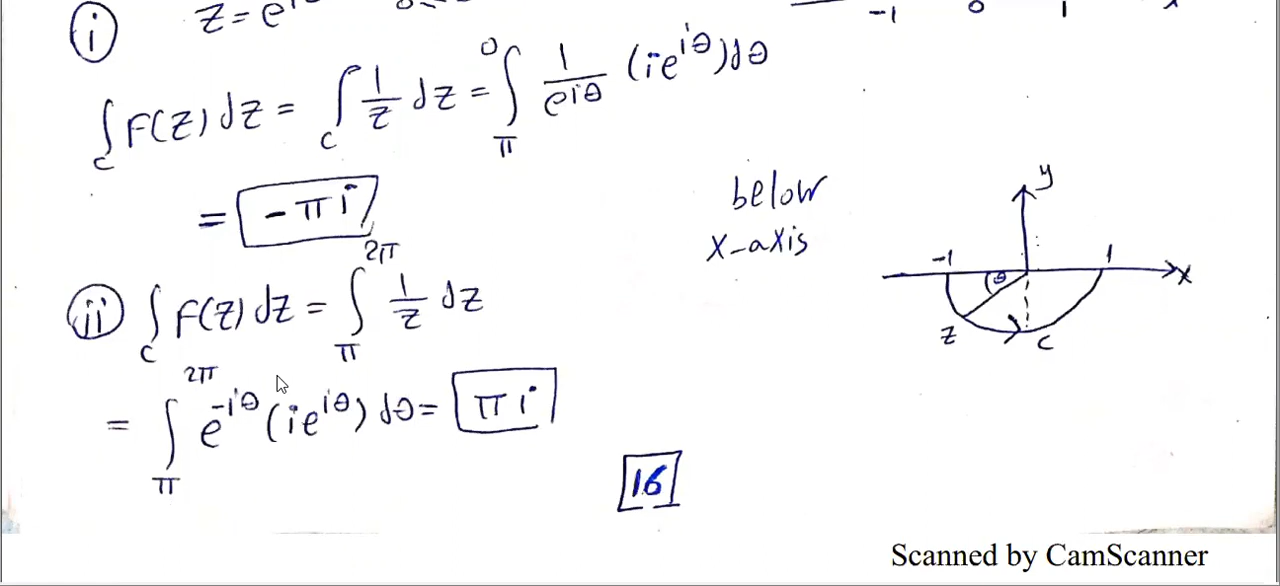 (i) z = e^i
-1 0 1 x
∫_C F(z) dz = ∫_C 1/z dz = ∫_π^0 1/e^{iθ} (ie^{iθ}) dθ
= -πi
below
x-axis
y
-1 1 x
θ
z c
(ii) ∫_C F(z) dz = ∫_π^{2π} 1/z dz
= ∫_π^{2π} e^{-iθ} (ie^{iθ}) dθ = πi
16
Scanned by CamScanner